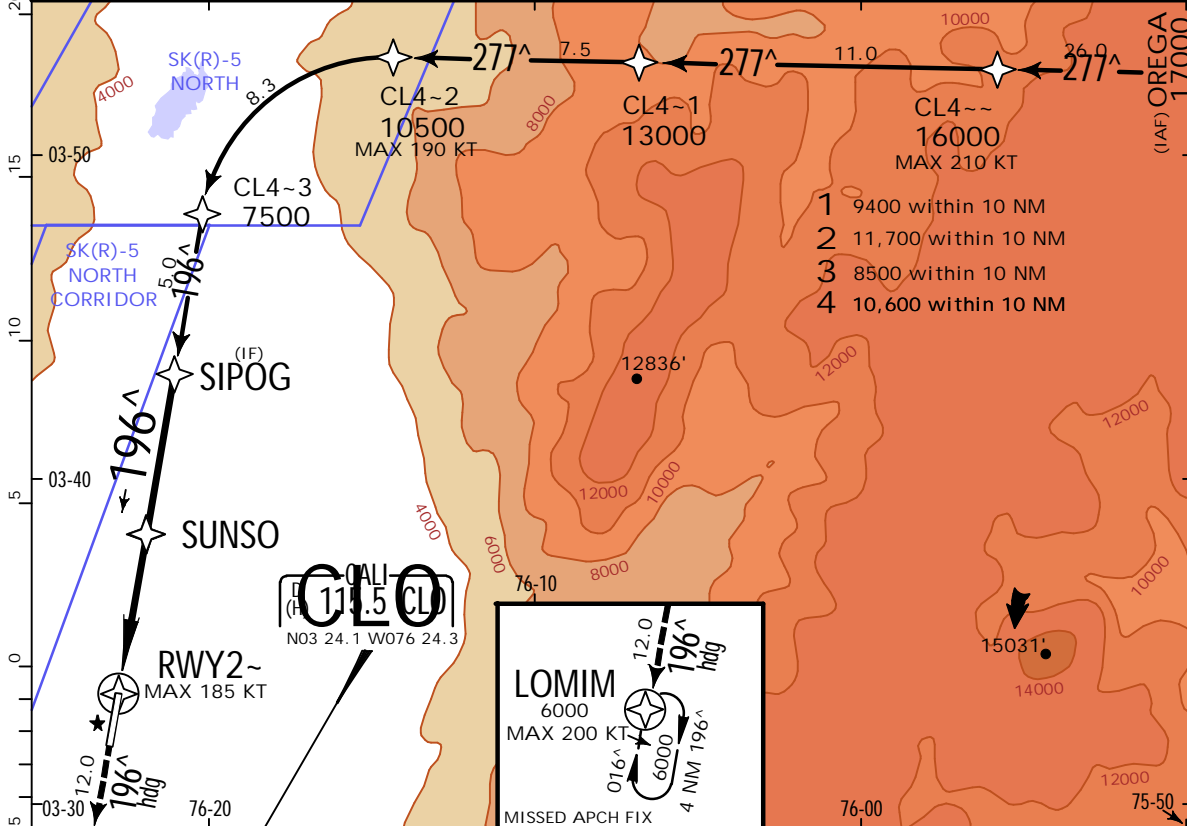 10000
26.0
277^
7.5
277^
11.0
277^
(IAF) OREGA
17000
SK(R)-5
NORTH
4000
8.3
8000
CL4~2
10500
MAX 190 KT
CL4~1
13000
CL4~~
16000
MAX 210 KT
03-50
15
CL4~3
7500
1 9400 within 10 NM
2 11,700 within 10 NM
3 8500 within 10 NM
4 10,600 within 10 NM
SK(R)-5
NORTH
CORRIDOR
5.0
196^
10
(IF)
SIPOG
12836'
12000
12000
196^
03-40
5
12000
10000
4000
6000
8000
SUNSO
10000
CALI
D
(H) 115.5 CLO
CLO
N03 24.1 W076 24.3
76-10
0
RWY2~
MAX 185 KT
12.0
196^
hdg
LOMIM
6000
MAX 200 KT
016^
6000
4 NM 196^
MISSED APCH FIX
15031'
14000
12000
12.0
196^
hdg
03-30
76-20
76-00
75-50
5